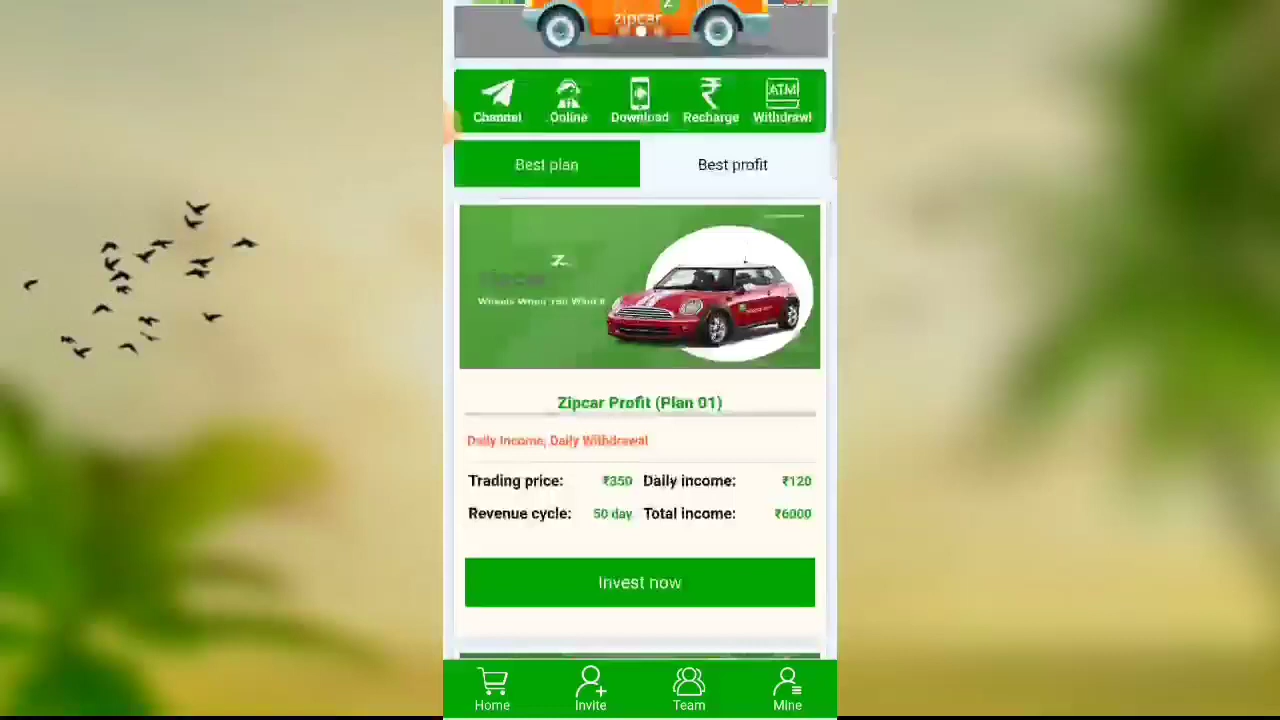 zipcar
Channel Online Download Recharge ATM Withdrawl
Best plan Best profit
Zipcar Profit (Plan 01)
Daily Income, Daily Withdrawal
Trading price: ₹350 Daily income: ₹120
Revenue cycle: 50 day Total income: ₹6000
Invest now
Home Invite Team Mine